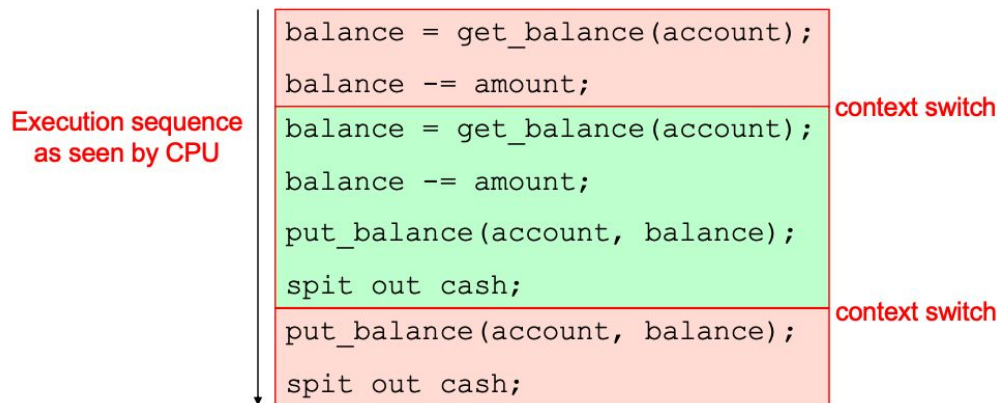 balance = get_balance(account);
balance -= amount;
context switch
Execution sequence
as seen by CPU
balance = get_balance(account);
balance -= amount;
put_balance(account, balance);
spit out cash;
context switch
put_balance(account, balance);
spit out cash;